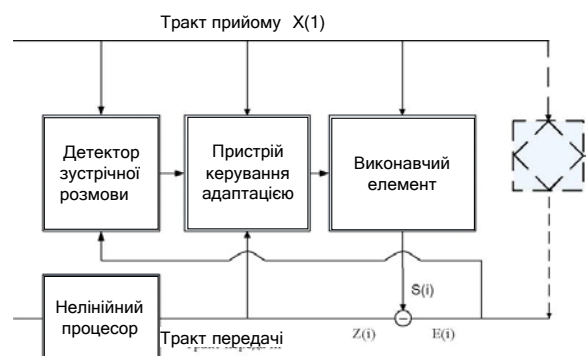 Тракт прийому X(1)
Детектор
зустрічної
розмови
Пристрій
керування
адаптацією
Виконавчий
елемент
S(i)
Нелінійний
процесор
Тракт передачі
Z(i)
E(i)